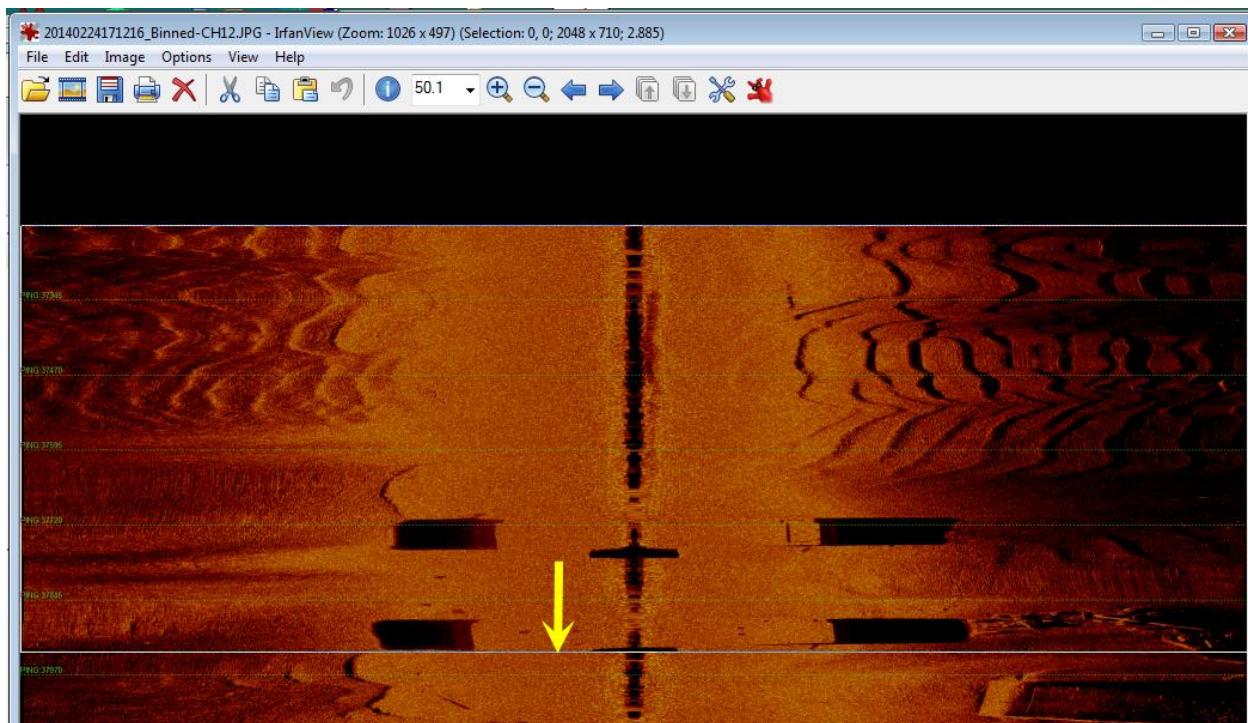 20140224171216_Binned-CH12.JPG - IrfanView (Zoom: 1026 x 497) (Selection: 0, 0; 2048 x 710; 2.885)
File Edit Image Options View Help
50.1
PING:37345
PING:37470
PING:37595
PING:37720
PING:37845
PING:37970